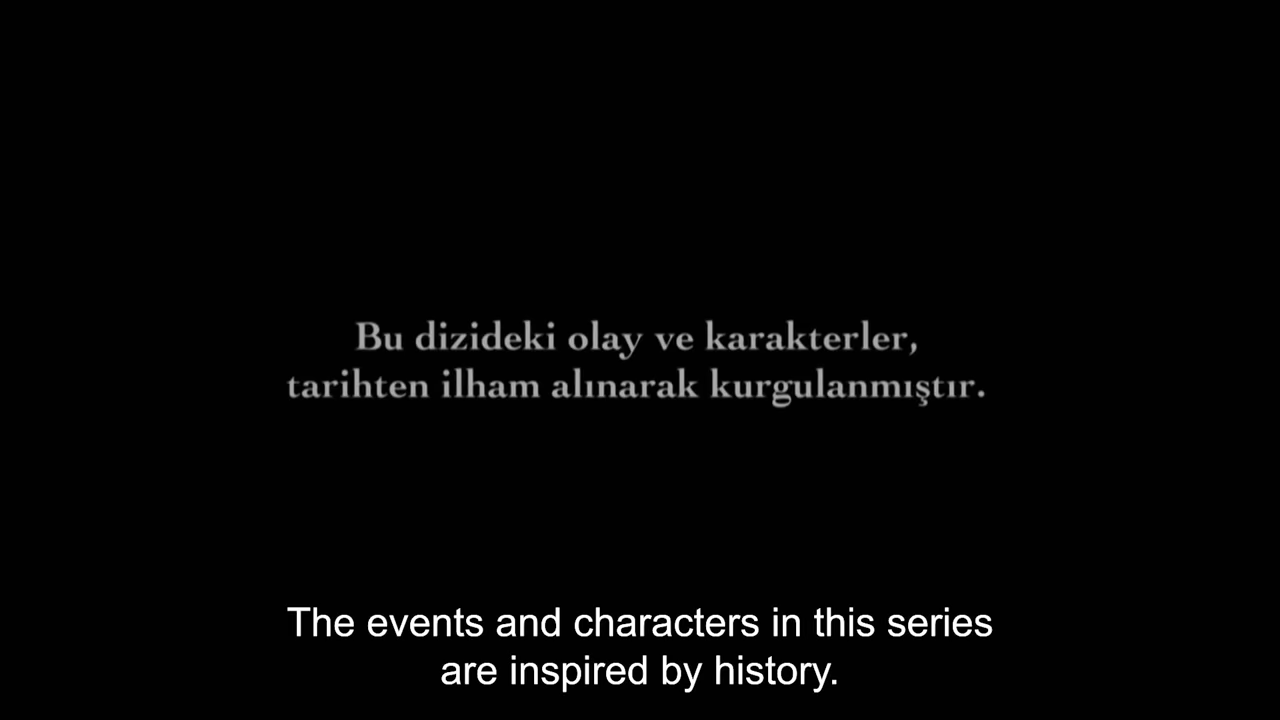 Bu dizideki olay ve karakterler,
tarihten ilham alınarak kurgulanmıştır.
The events and characters in this series
are inspired by history.